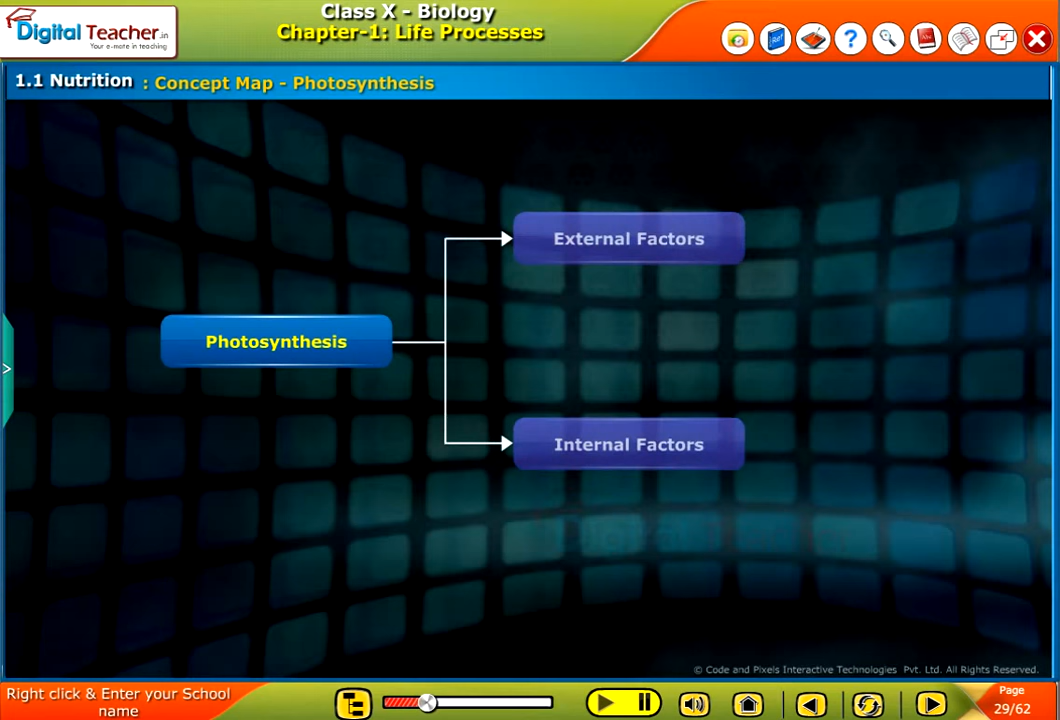 Class X - Biology
Chapter-1: Life Processes
Digital Teacher.in
Your e-mate in teaching
Ref
?
1.1 Nutrition : Concept Map - Photosynthesis
External Factors
Photosynthesis
>
Internal Factors
© Code and Pixels Interactive Technologies Pvt. Ltd. All Rights Reserved.
Right click & Enter your School
name
Page
29/62